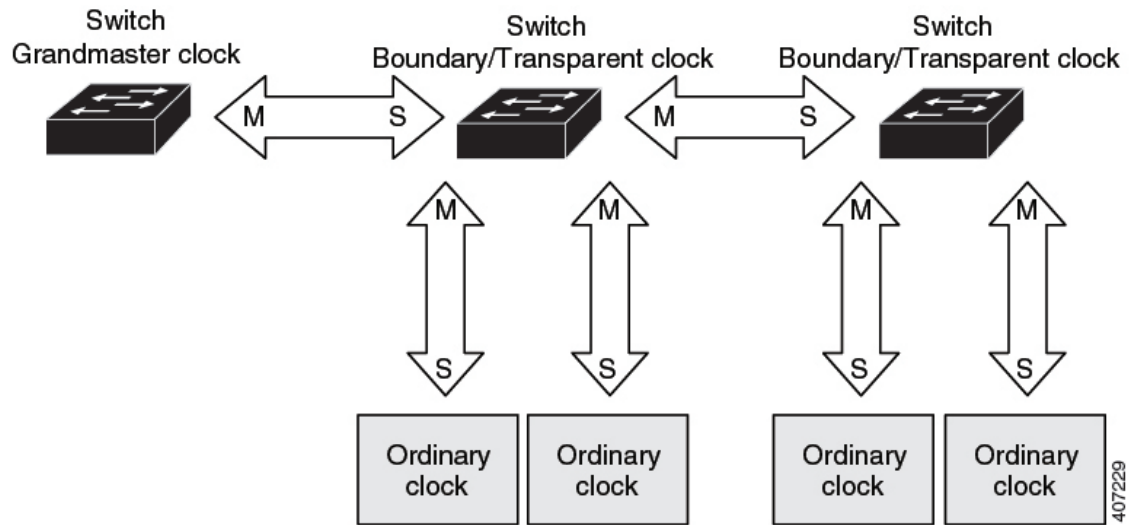 Switch
Grandmaster clock
Switch
Boundary/Transparent clock
Switch
Boundary/Transparent clock
M S
M S
M
M
M
M
S
S
S
S
Ordinary
clock
Ordinary
clock
Ordinary
clock
Ordinary
clock
407229